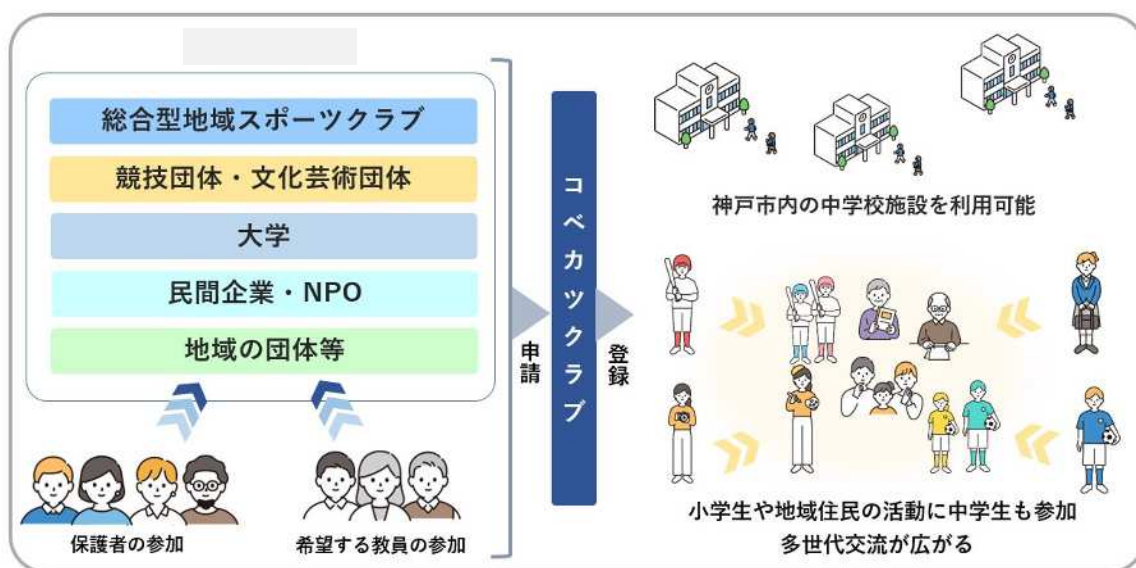 総合型地域スポーツクラブ
競技団体・文化芸術団体
大学
民間企業・NPO
地域の団体等
保護者の参加
希望する教員の参加
申請
コベカツクラブ
登録
神戸市内の中学校施設を利用可能
小学生や地域住民の活動に中学生も参加
多世代交流が広がる